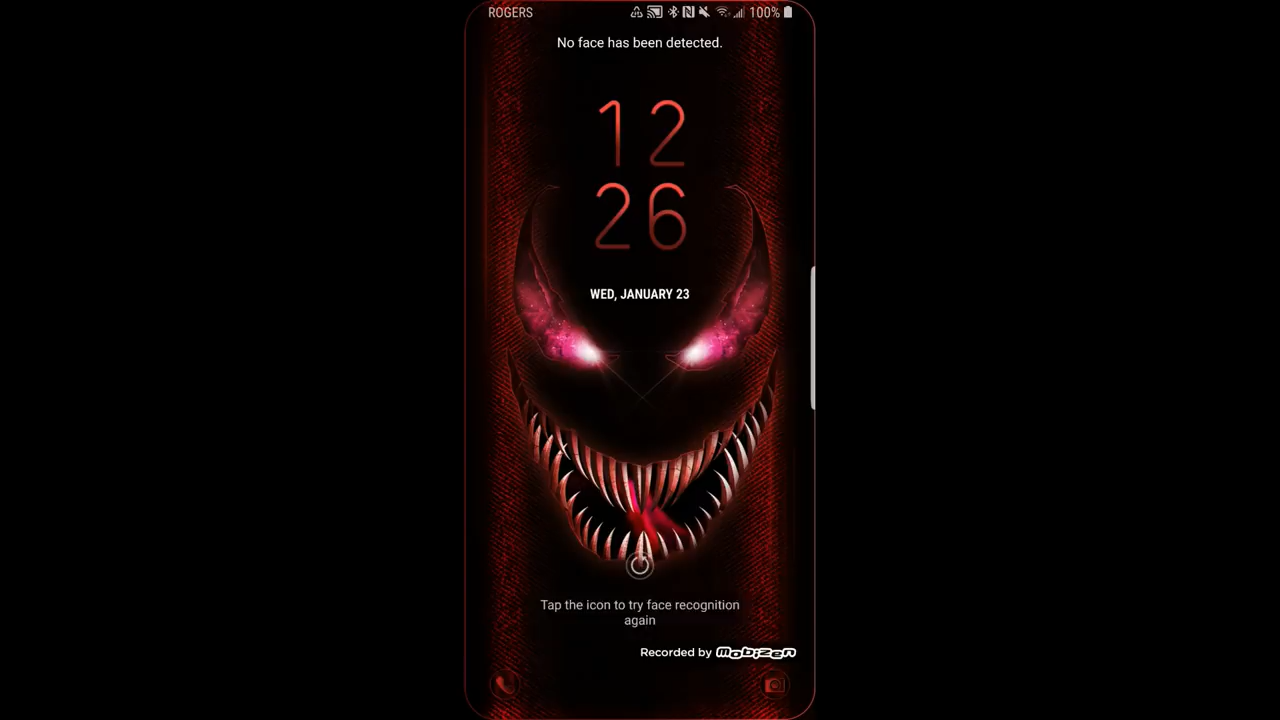 ROGERS 100%
No face has been detected.
12
26
WED, JANUARY 23
Tap the icon to try face recognition
again
Recorded by mobizen